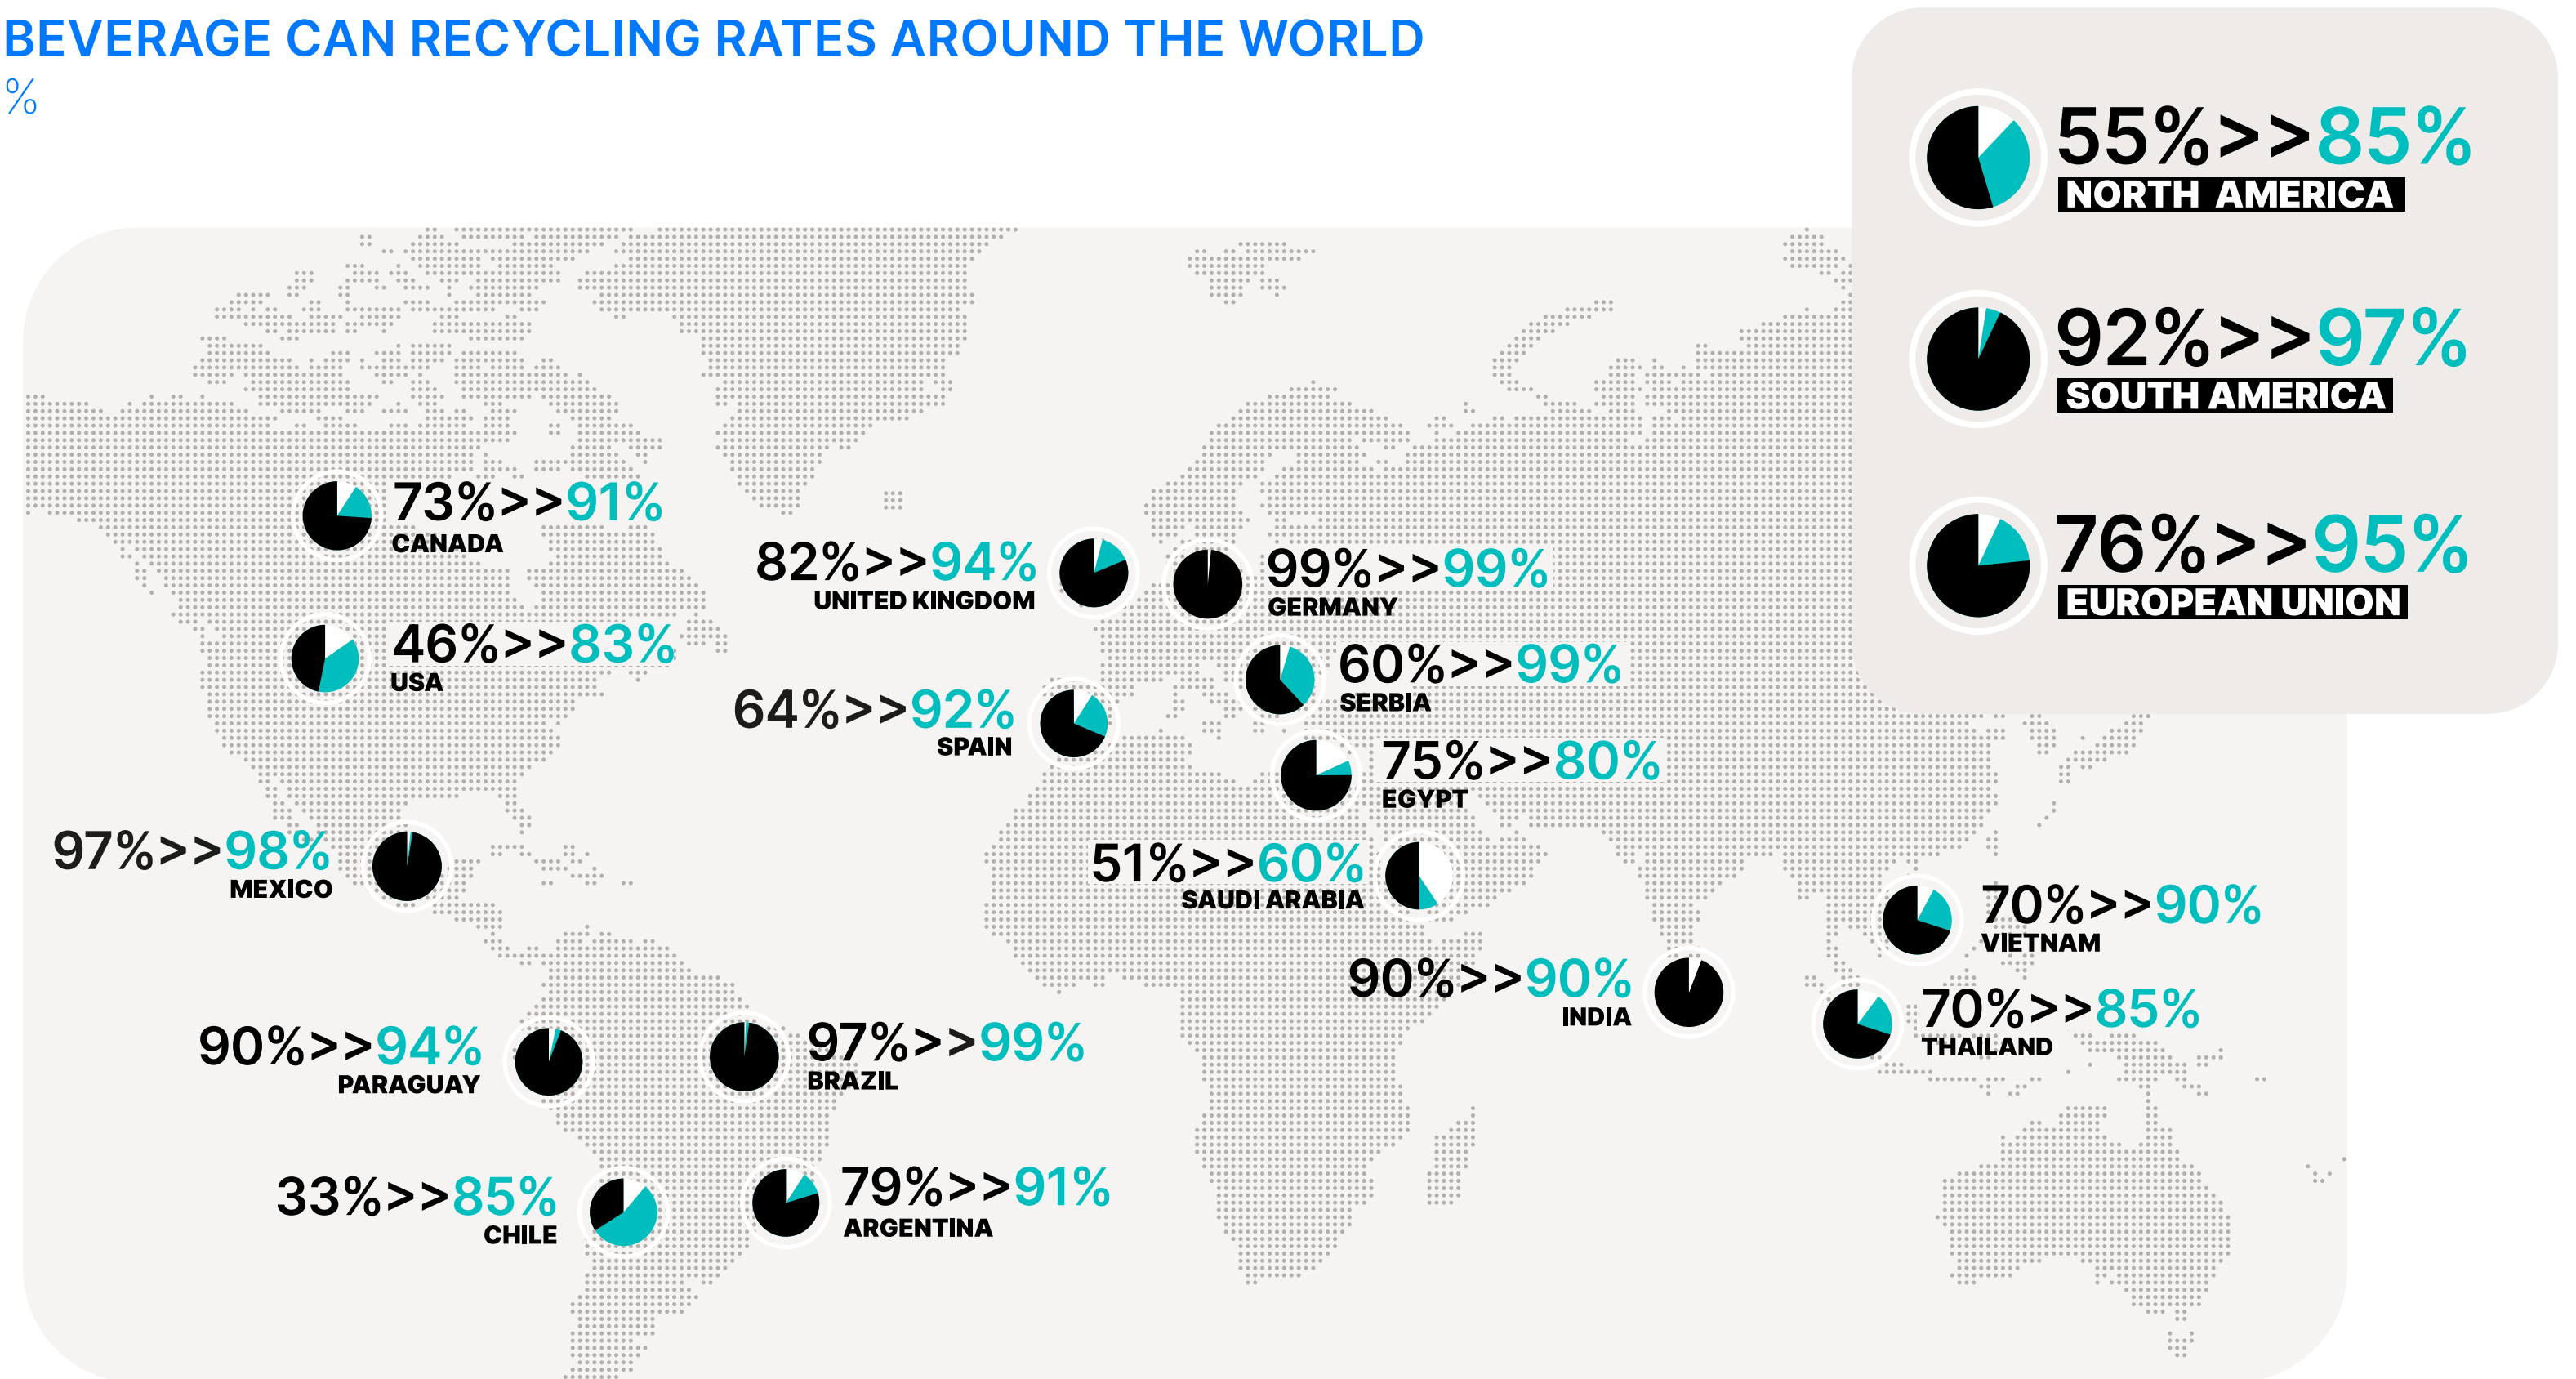 BEVERAGE CAN RECYCLING RATES AROUND THE WORLD
%
55%>>85%
NORTH AMERICA
92%>>97%
SOUTH AMERICA
76%>>95%
EUROPEAN UNION
73%>>91%
CANADA
82%>>94%
UNITED KINGDOM
99%>>99%
GERMANY
46%>>83%
USA
60%>>99%
SERBIA
64%>>92%
SPAIN
75%>>80%
EGYPT
97%>>98%
MEXICO
51%>>60%
SAUDI ARABIA
70%>>90%
VIETNAM
90%>>90%
INDIA
70%>>85%
THAILAND
90%>>94%
PARAGUAY
97%>>99%
BRAZIL
33%>>85%
CHILE
79%>>91%
ARGENTINA